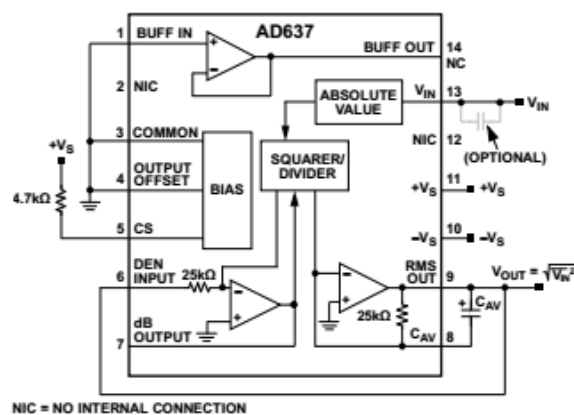 AD637
1 BUFF IN
BUFF OUT 14
NC
2 NIC
ABSOLUTE
VALUE
VIN 13
VIN
NIC 12
(OPTIONAL)
3 COMMON
+VS
4 OUTPUT
OFFSET
BIAS
SQUARER/
DIVIDER
+VS 11 +VS
4.7kΩ
5 CS
-VS 10 -VS
6 DEN
INPUT
25kΩ
RMS
OUT 9
VOUT = √VIN²
+
CAV
25kΩ
7 dB
OUTPUT
CAV 8
NIC = NO INTERNAL CONNECTION